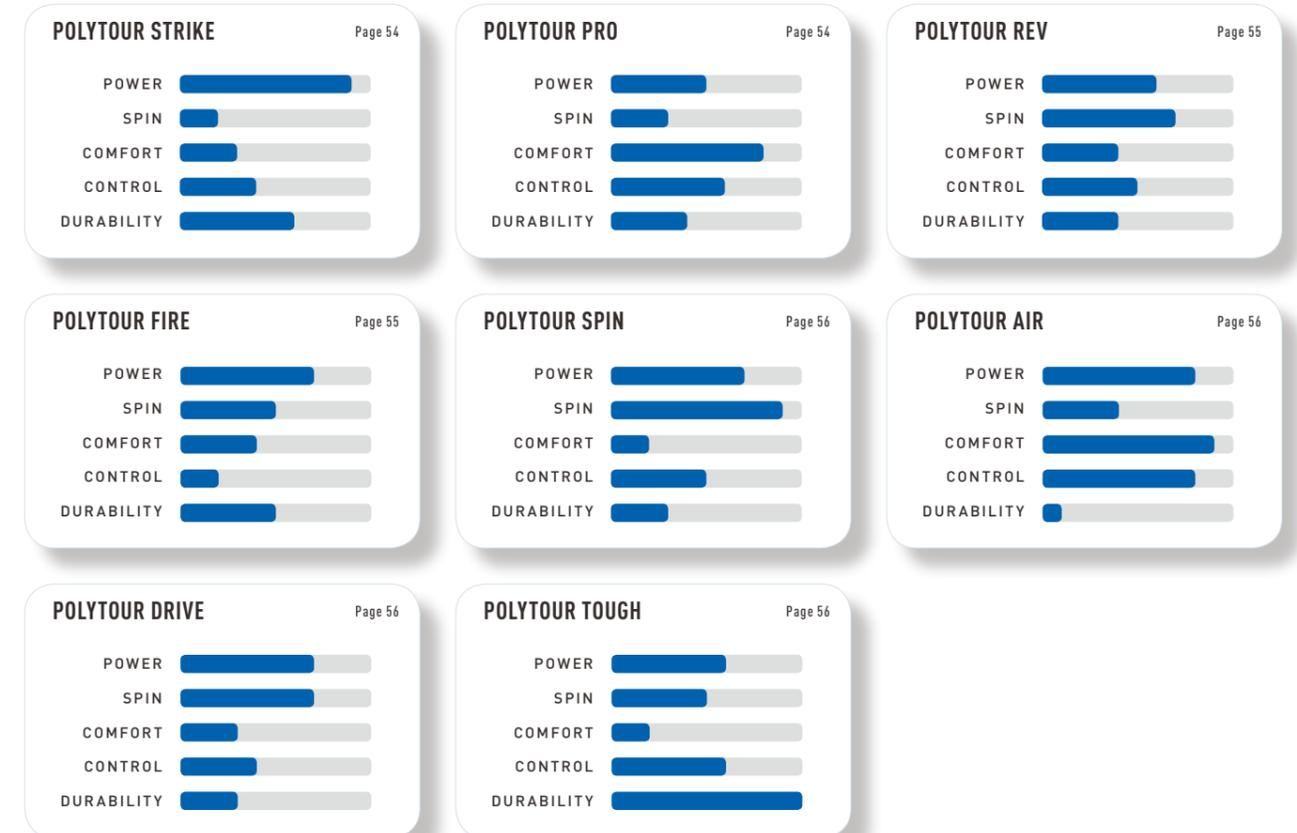 POLYTOUR STRIKE Page 54
POWER
SPIN
COMFORT
CONTROL
DURABILITY
POLYTOUR PRO Page 54
POWER
SPIN
COMFORT
CONTROL
DURABILITY
POLYTOUR REV Page 55
POWER
SPIN
COMFORT
CONTROL
DURABILITY
POLYTOUR FIRE Page 55
POWER
SPIN
COMFORT
CONTROL
DURABILITY
POLYTOUR SPIN Page 56
POWER
SPIN
COMFORT
CONTROL
DURABILITY
POLYTOUR AIR Page 56
POWER
SPIN
COMFORT
CONTROL
DURABILITY
POLYTOUR DRIVE Page 56
POWER
SPIN
COMFORT
CONTROL
DURABILITY
POLYTOUR TOUGH Page 56
POWER
SPIN
COMFORT
CONTROL
DURABILITY